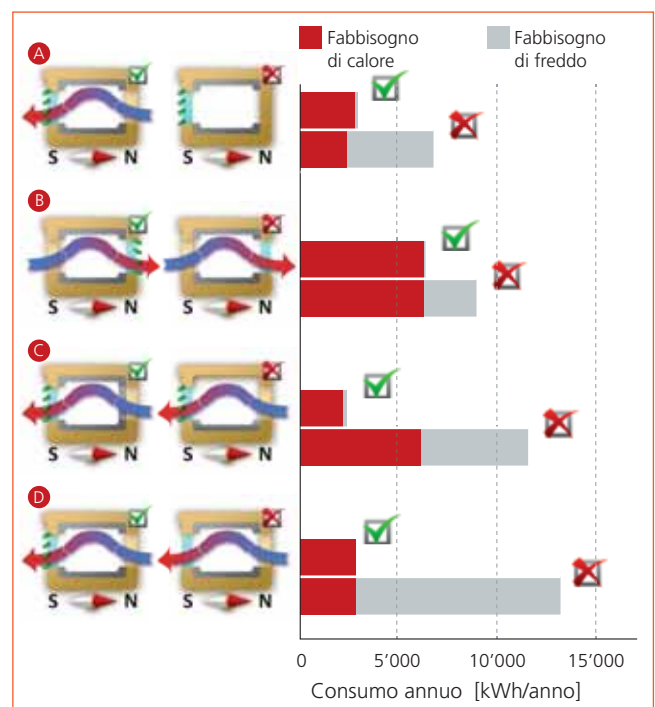 Fabbisogno
di calore
Fabbisogno
di freddo
A
S N S N
B
S N S N
C
S N S N
D
S N S N
0 5‘000 10‘000 15‘000
Consumo annuo [kWh/anno]